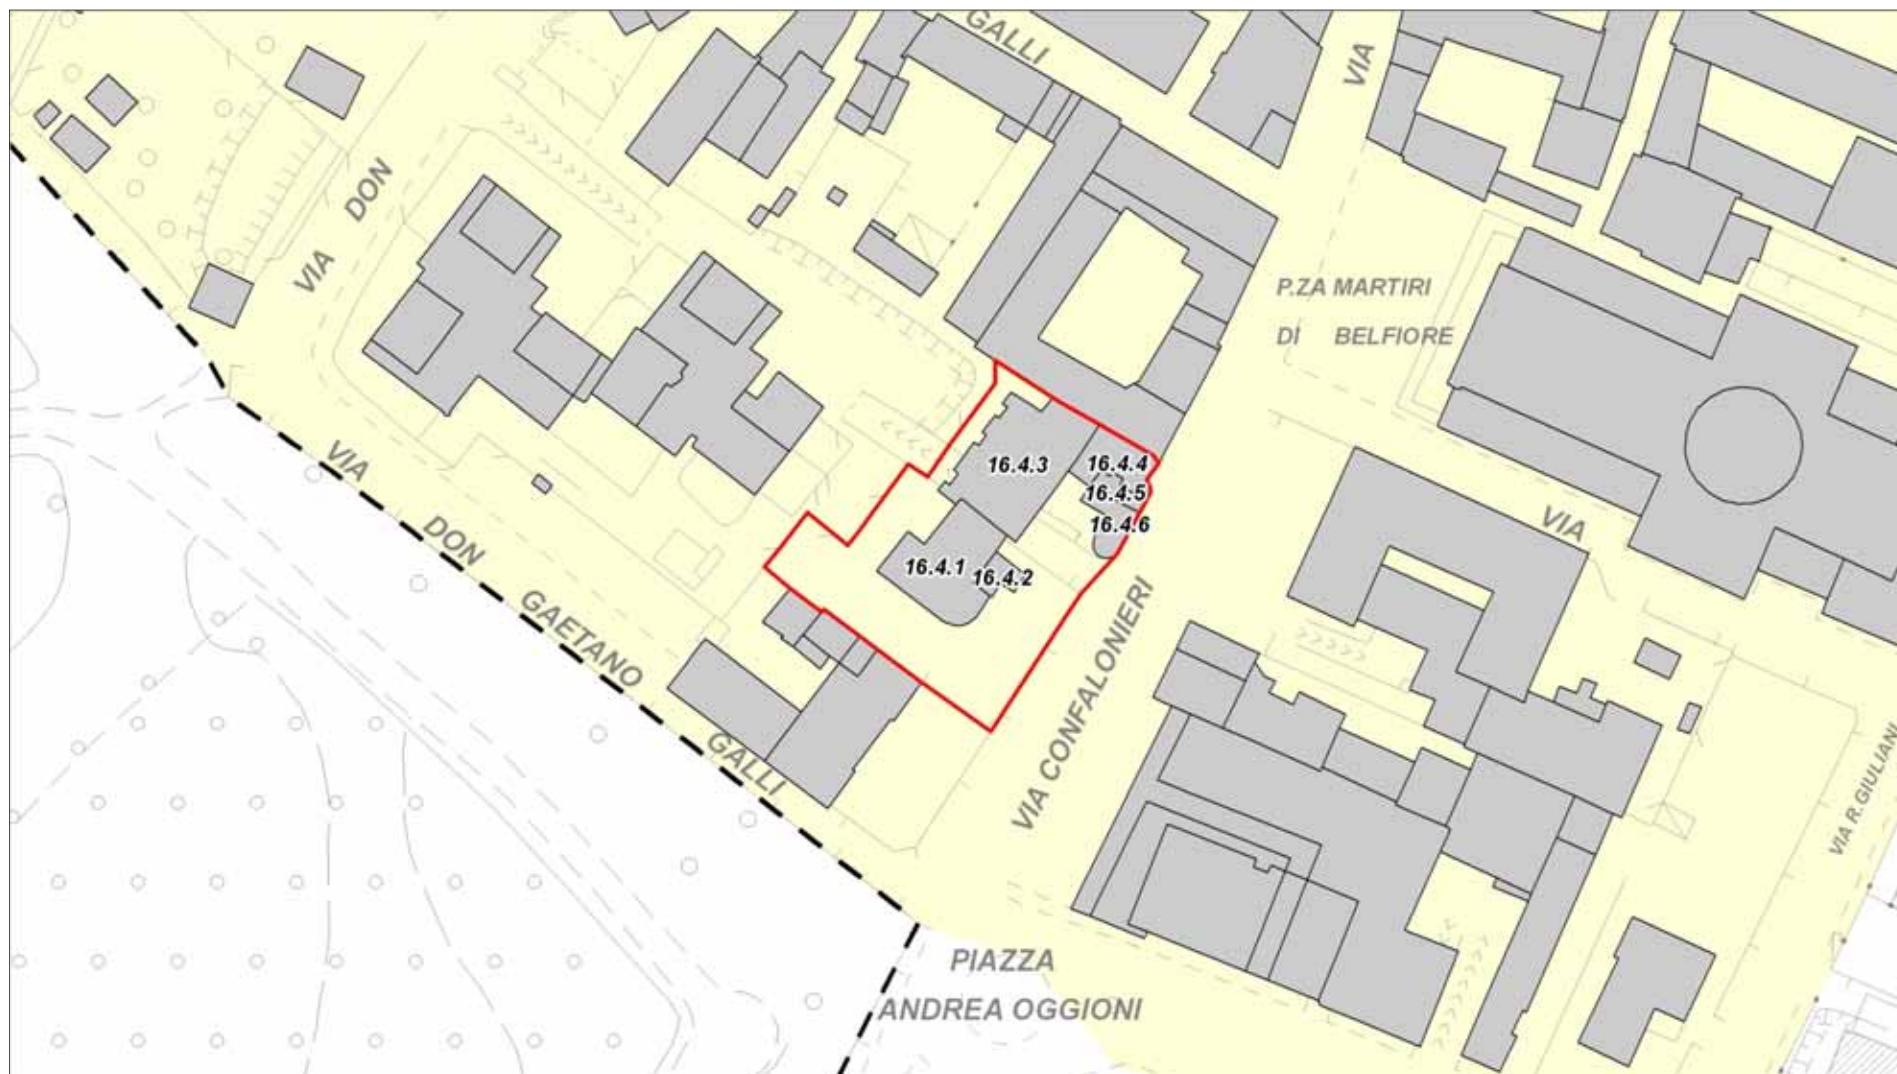 GALLI
VIA
VIA DON
P.ZA MARTIRI
DI BELFIORE
16.4.3
16.4.4
16.4.5
16.4.6
16.4.1
16.4.2
VIA
VIA
DON
GAETANO
GALLI
VIA CONFALONIERI
VIA R.GIULIANI
PIAZZA
ANDREA OGGIONI